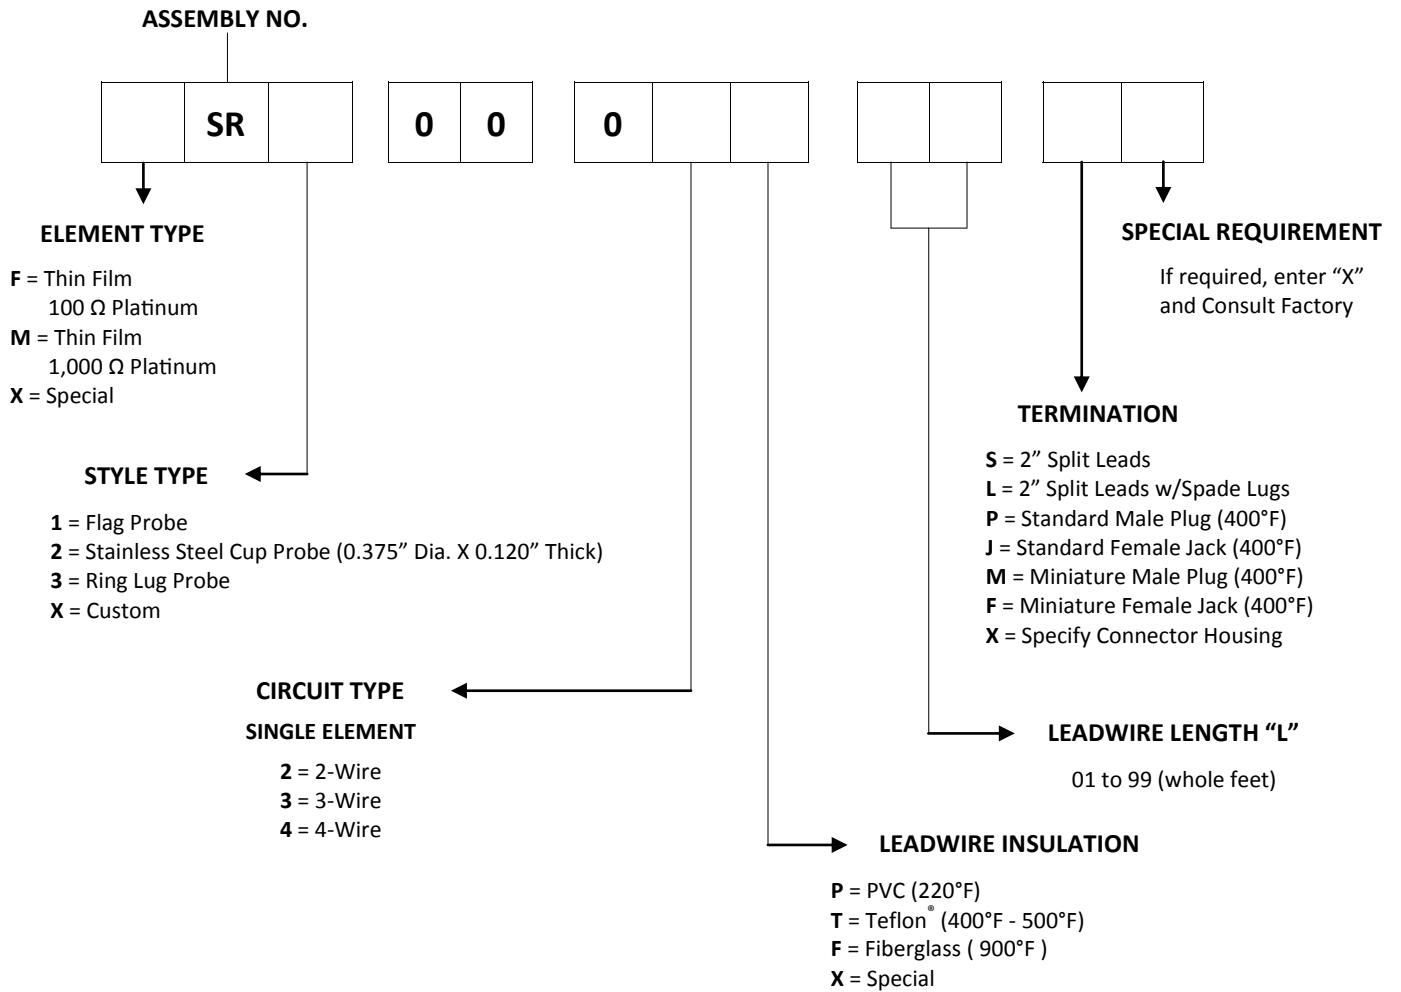 ASSEMBLY NO.
SR 0 0 0
ELEMENT TYPE
F = Thin Film
100 Ω Platinum
M = Thin Film
1,000 Ω Platinum
X = Special
SPECIAL REQUIREMENT
If required, enter “X”
and Consult Factory
TERMINATION
S = 2” Split Leads
L = 2” Split Leads w/Spade Lugs
P = Standard Male Plug (400°F)
J = Standard Female Jack (400°F)
M = Miniature Male Plug (400°F)
F = Miniature Female Jack (400°F)
X = Specify Connector Housing
STYLE TYPE
1 = Flag Probe
2 = Stainless Steel Cup Probe (0.375” Dia. X 0.120” Thick)
3 = Ring Lug Probe
X = Custom
CIRCUIT TYPE
SINGLE ELEMENT
2 = 2-Wire
3 = 3-Wire
4 = 4-Wire
LEADWIRE LENGTH “L”
01 to 99 (whole feet)
LEADWIRE INSULATION
P = PVC (220°F)
T = Teflon® (400°F - 500°F)
F = Fiberglass ( 900°F )
X = Special